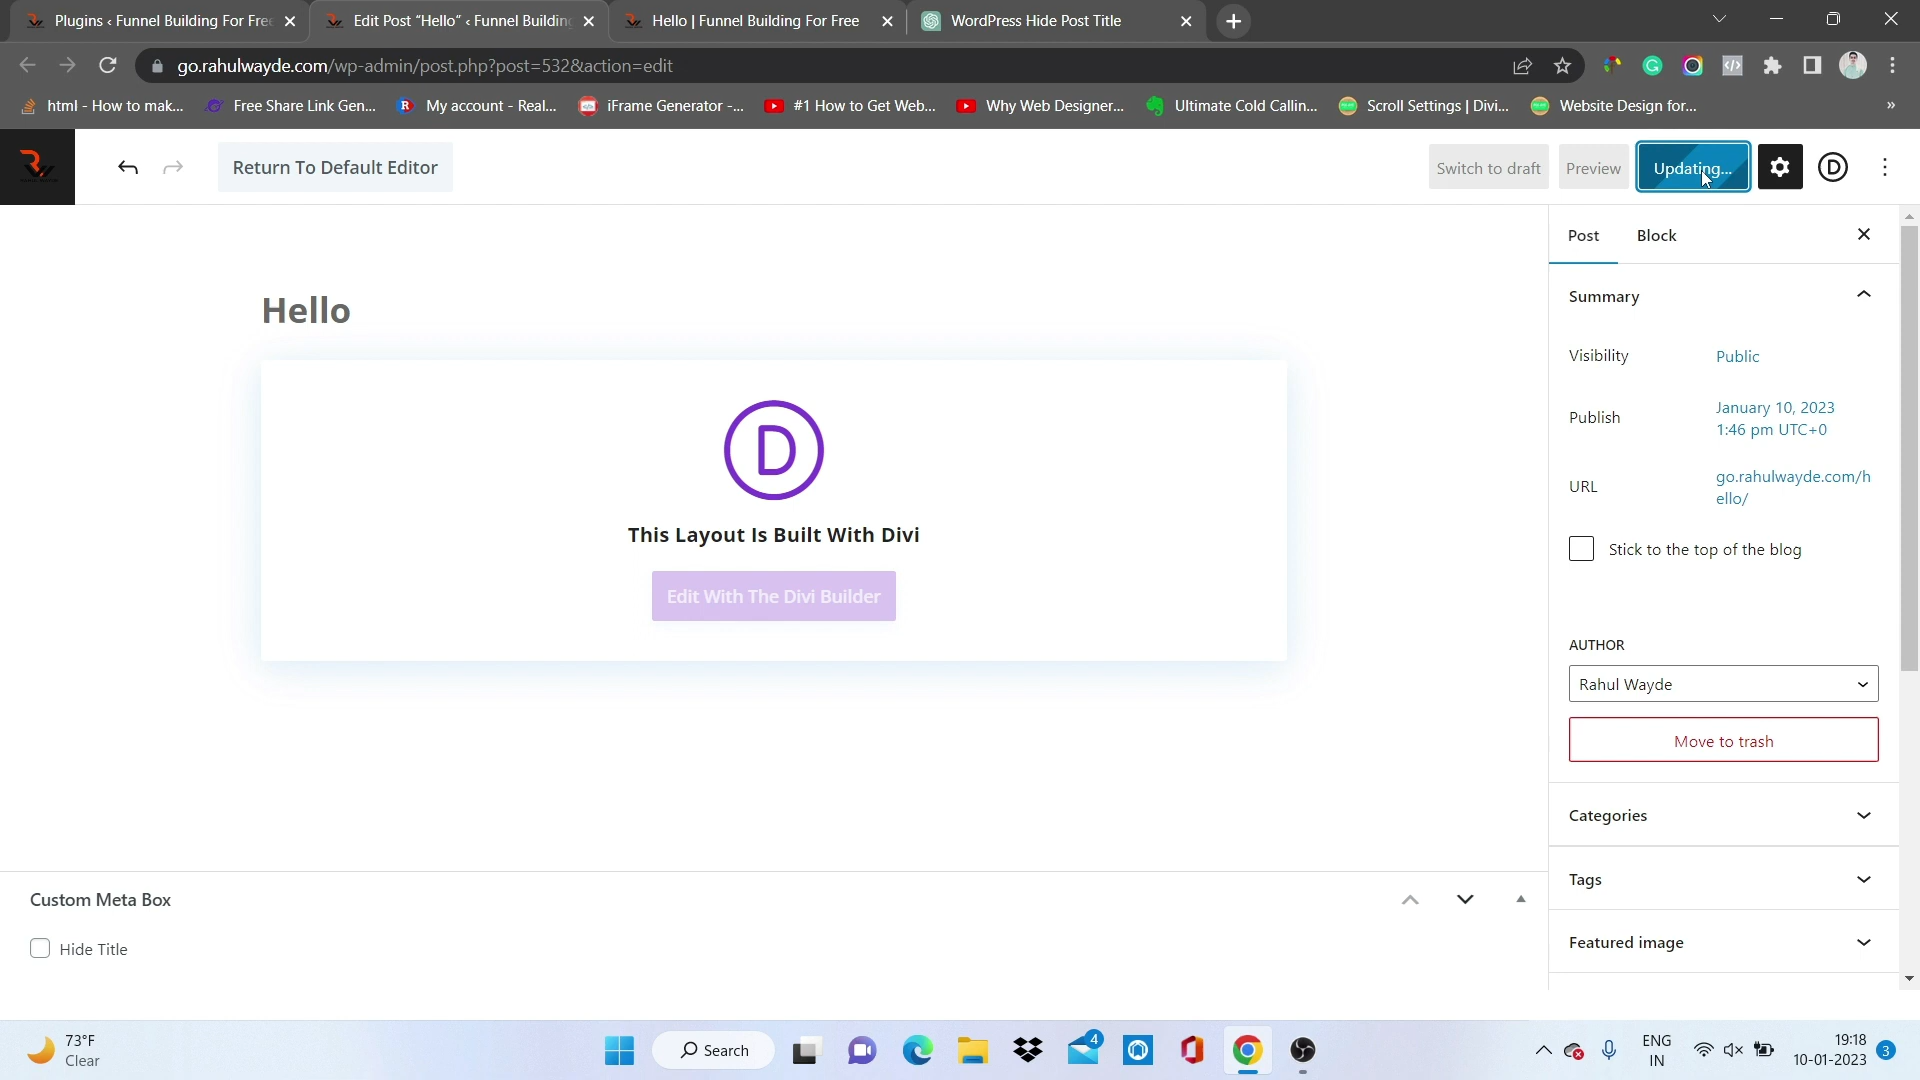 Plugins ‹ Funnel Building For Fre
Edit Post “Hello” ‹ Funnel Buildin
Hello | Funnel Building For Free
WordPress Hide Post Title
go.rahulwayde.com/wp-admin/post.php?post=532&action=edit
html - How to mak...
Free Share Link Gen...
My account - Real...
iFrame Generator -...
#1 How to Get Web...
Why Web Designer...
Ultimate Cold Callin...
Scroll Settings | Divi...
Website Design for...
»
Return To Default Editor
Switch to draft
Preview
Updating...
D
Post
Block
Hello
D
This Layout Is Built With Divi
Edit With The Divi Builder
Summary
Visibility
Public
Publish
January 10, 2023
1:46 pm UTC+0
URL
go.rahulwayde.com/h
ello/
Stick to the top of the blog
AUTHOR
Rahul Wayde
Move to trash
Categories
Tags
Featured image
Custom Meta Box
Hide Title
73°F
Clear
Search
4
ENG
IN
19:18
10-01-2023
3